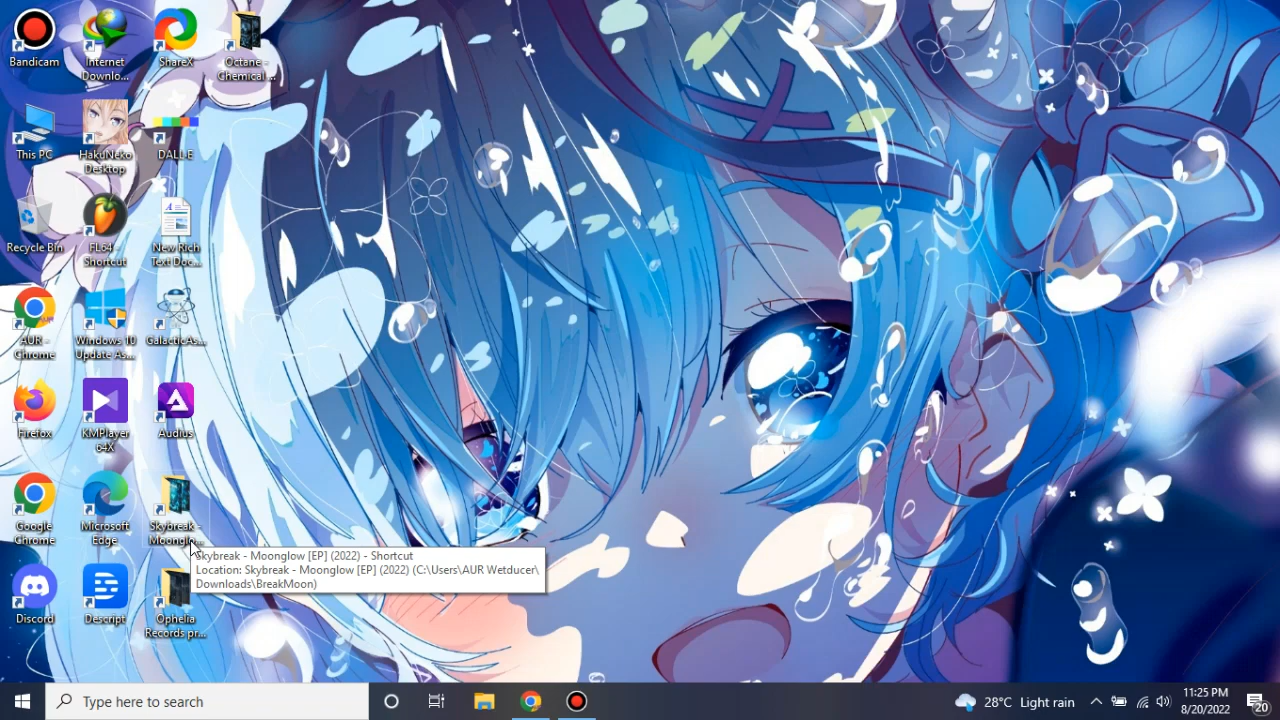 Bandicam
Internet
Downlo...
ShareX
Octane -
Chemical ...
This PC
HakuNeko
Desktop
DALL-E
Recycle Bin
FL64 -
Shortcut
New Rich
Text Doc...
AUR -
Chrome
Windows 10
Update As...
GalacticAs...
Firefox
KMPlayer
64X
Audius
Google
Chrome
Microsoft
Edge
Skybreak -
Moonglo...
Skybreak - Moonglow [EP] (2022) - Shortcut
Location: Skybreak - Moonglow [EP] (2022) (C:\Users\AUR Wetducer\
Downloads\BreakMoon)
Discord
Descript
Ophelia
Records pr...
Type here to search
28°C Light rain
11:25 PM
8/20/2022
20